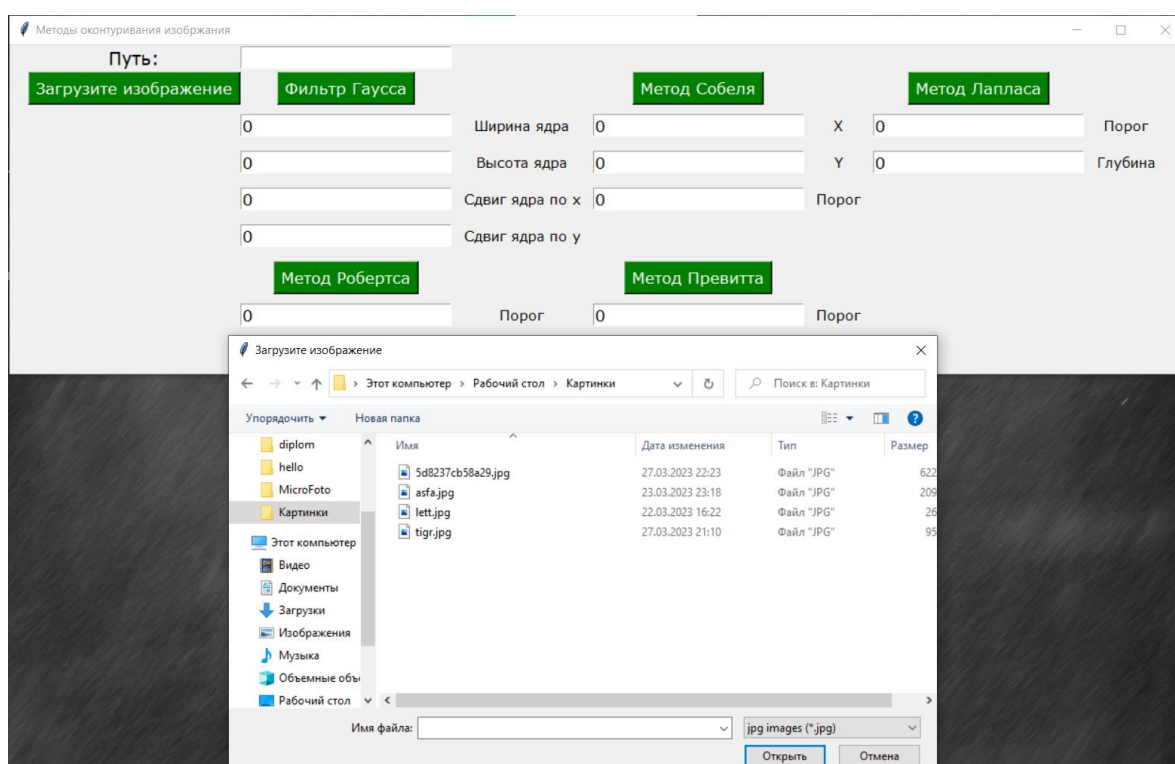 Методы оконтуривания изобржания
Путь:
Загрузите изображение Фильтр Гаусса Метод Собеля Метод Лапласа
0 Ширина ядра 0 X 0 Порог
0 Высота ядра 0 Y 0 Глубина
0 Сдвиг ядра по x 0 Порог
0 Сдвиг ядра по y
Метод Робертса Метод Превитта
0 Порог 0 Порог
Загрузите изображение
Этот компьютер > Рабочий стол > Картинки Поиск в: Картинки
Упорядочить Новая папка
Имя Дата изменения Тип Размер
diplom
hello
MicroFoto
Картинки
Этот компьютер
Видео
Документы
Загрузки
Изображения
Музыка
Объемные объ
Рабочий стол
5d8237cb58a29.jpg 27.03.2023 22:23 Файл "JPG" 622
asfa.jpg 23.03.2023 23:18 Файл "JPG" 209
lett.jpg 22.03.2023 16:22 Файл "JPG" 26
tigr.jpg 27.03.2023 21:10 Файл "JPG" 95
Имя файла: jpg images (*.jpg)
Открыть Отмена